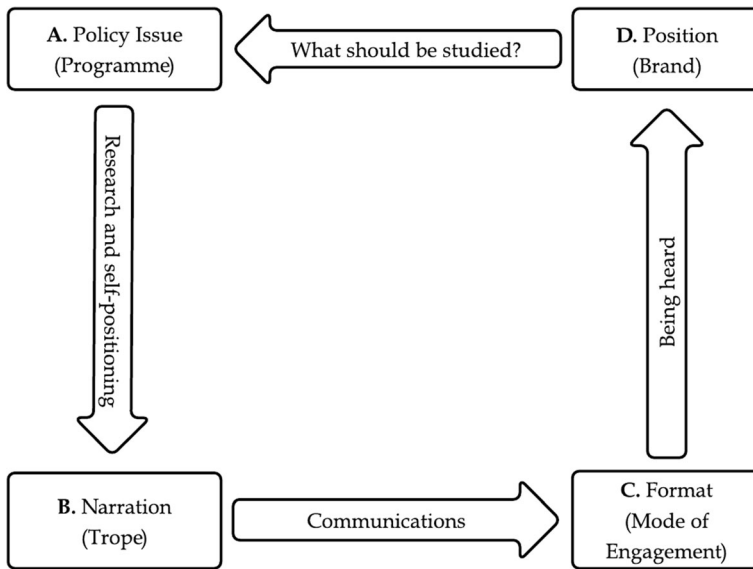 A. Policy Issue
(Programme)
What should be studied?
D. Position
(Brand)
Research and self-positioning
Being heard
B. Narration
(Trope)
Communications
C. Format
(Mode of
Engagement)